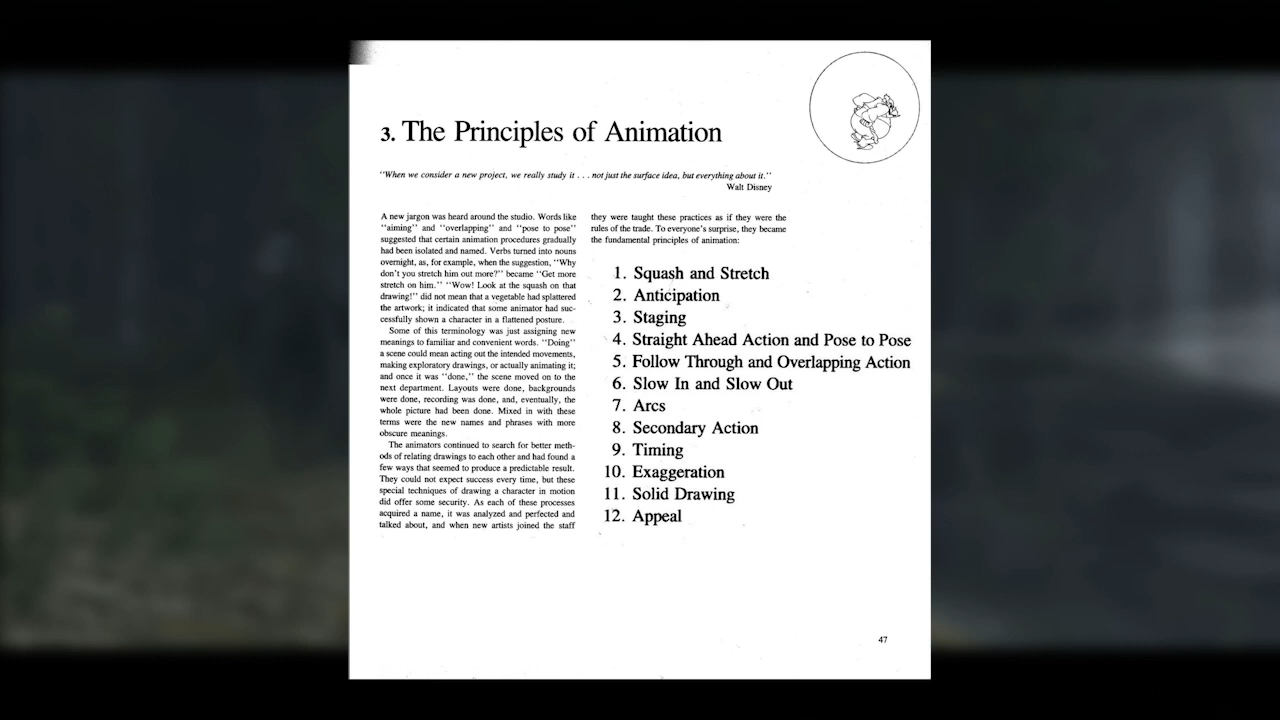 3. The Principles of Animation
"When we consider a new project, we really study it . . . not just the surface idea, but everything about it."
Walt Disney
A new jargon was heard around the studio. Words like
"aiming" and "overlapping" and "pose to pose"
suggested that certain animation procedures gradually
had been isolated and named. Verbs turned into nouns
overnight, as, for example, when the suggestion, "Why
don't you stretch him out more?" became "Get more
stretch on him." "Wow! Look at the squash on that
drawing!" did not mean that a vegetable had splattered
the artwork; it indicated that some animator had suc-
cessfully shown a character in a flattened posture.
Some of this terminology was just assigning new
meanings to familiar and convenient words. "Doing"
a scene could mean acting out the intended movements,
making exploratory drawings, or actually animating it;
and once it was "done," the scene moved on to the
next department. Layouts were done, backgrounds
were done, recording was done, and, eventually, the
whole picture had been done. Mixed in with these
terms were the new names and phrases with more
obscure meanings.
The animators continued to search for better meth-
ods of relating drawings to each other and had found a
few ways that seemed to produce a predictable result.
They could not expect success every time, but these
special techniques of drawing a character in motion
did offer some security. As each of these processes
acquired a name, it was analyzed and perfected and
talked about, and when new artists joined the staff
they were taught these practices as if they were the
rules of the trade. To everyone's surprise, they became
the fundamental principles of animation:
1. Squash and Stretch
2. Anticipation
3. Staging
4. Straight Ahead Action and Pose to Pose
5. Follow Through and Overlapping Action
6. Slow In and Slow Out
7. Arcs
8. Secondary Action
9. Timing
10. Exaggeration
11. Solid Drawing
12. Appeal
47